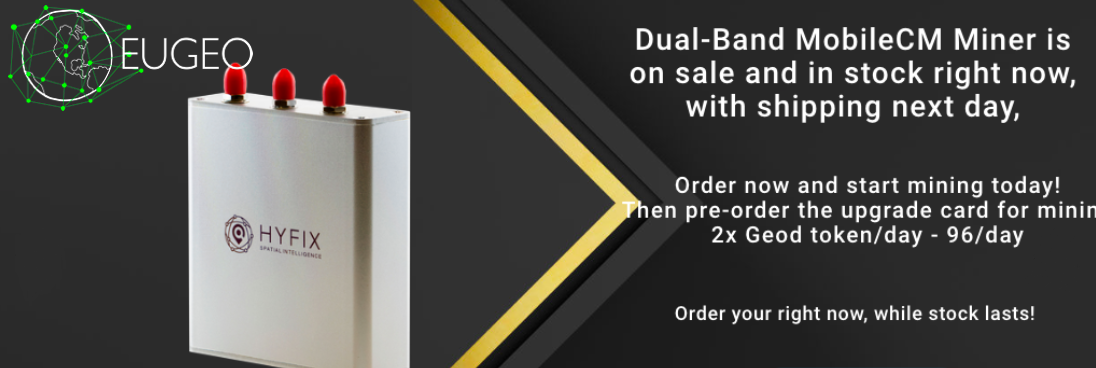 EUGEO
HYFIX
SPATIAL INTELLIGENCE
Dual-Band MobileCM Miner is
on sale and in stock right now,
with shipping next day,
Order now and start mining today!
Then pre-order the upgrade card for minin
2x Geod token/day - 96/day
Order your right now, while stock lasts!